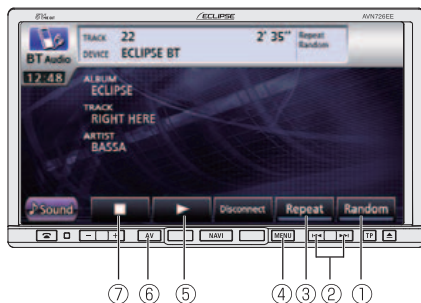 ECLIPSE
AVN726EE
TRACK 22 2' 35" Repeat
Random
DEVICE ECLIPSE BT
BT Audio
12:48
ALBUM
ECLIPSE
TRACK
RIGHT HERE
ARTIST
BASSA
Sound Disconnect Repeat Random
− + AV NAVI MENU TP
⑦ ⑥ ⑤ ④ ③ ② ①